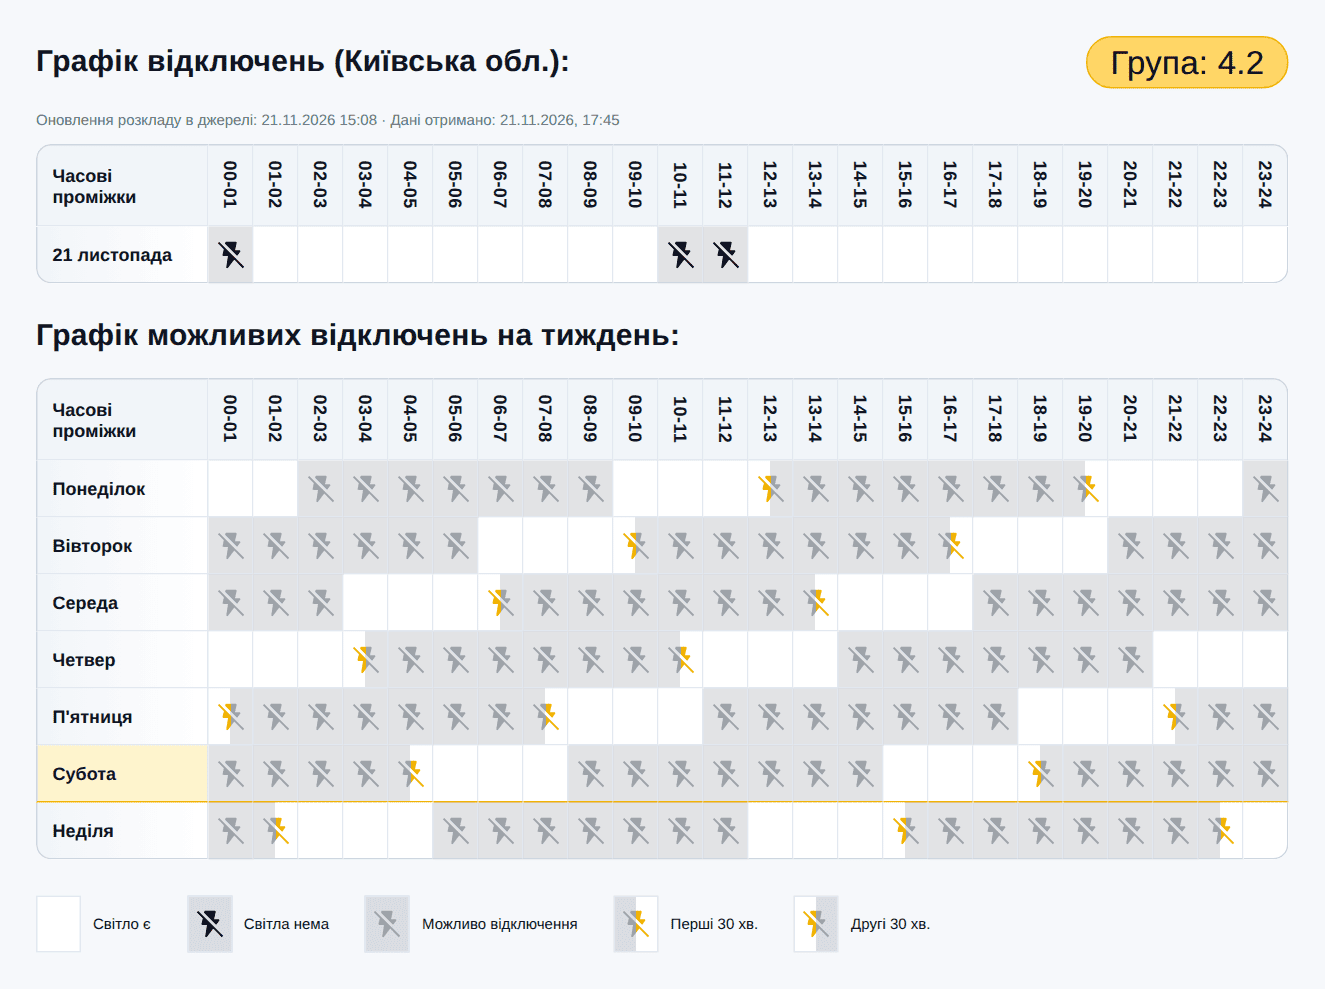 Графік відключень (Київська обл.):
Група: 4.2
Оновлення розкладу в джерелі: 21.11.2026 15:08 · Дані отримано: 21.11.2026, 17:45
Часові проміжки 00-01 01-02 02-03 03-04 04-05 05-06 06-07 07-08 08-09 09-10 10-11 11-12 12-13 13-14 14-15 15-16 16-17 17-18 18-19 19-20 20-21 21-22 22-23 23-24
21 листопада
Графік можливих відключень на тиждень:
Часові проміжки 00-01 01-02 02-03 03-04 04-05 05-06 06-07 07-08 08-09 09-10 10-11 11-12 12-13 13-14 14-15 15-16 16-17 17-18 18-19 19-20 20-21 21-22 22-23 23-24
Понеділок
Вівторок
Середа
Четвер
П'ятниця
Субота
Неділя
Світло є Світла нема Можливо відключення Перші 30 хв. Другі 30 хв.